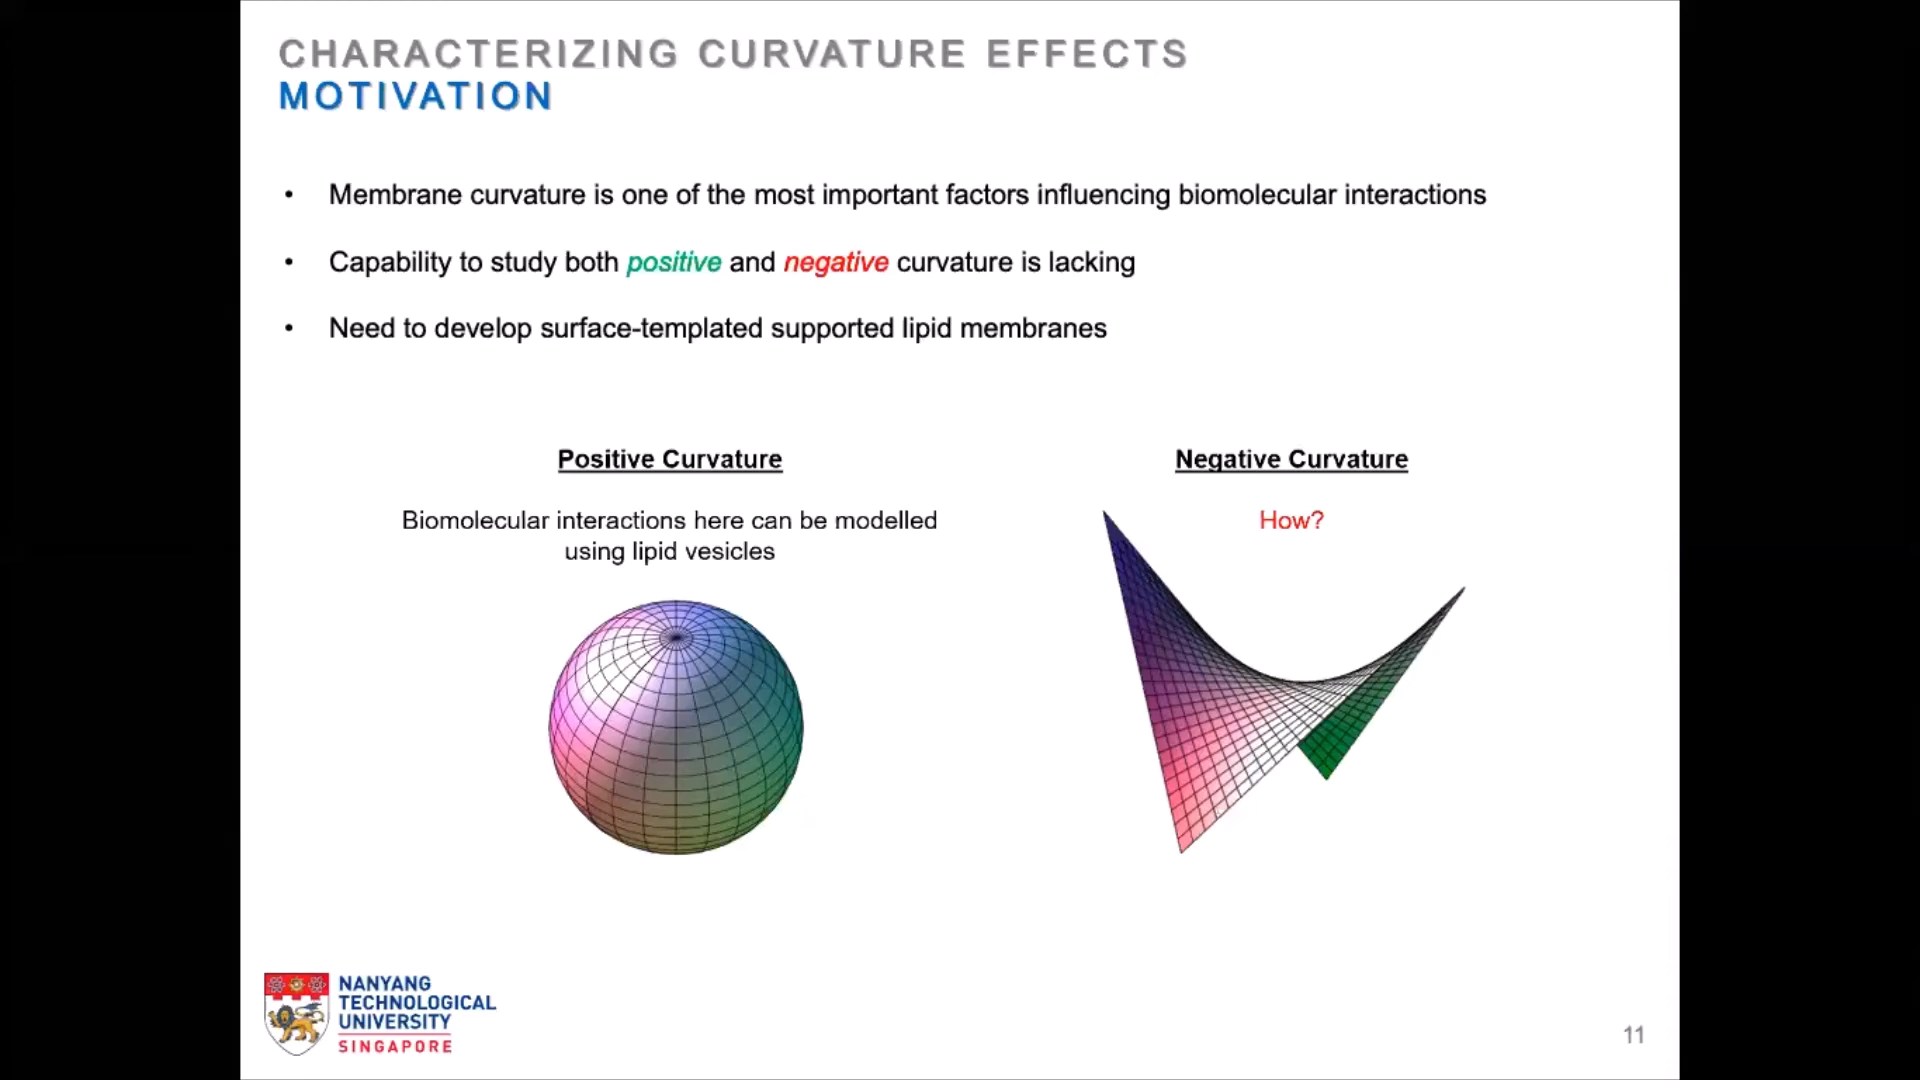 CHARACTERIZING CURVATURE EFFECTS
MOTIVATION
• Membrane curvature is one of the most important factors influencing biomolecular interactions
• Capability to study both positive and negative curvature is lacking
• Need to develop surface-templated supported lipid membranes
Positive Curvature
Biomolecular interactions here can be modelled
using lipid vesicles
Negative Curvature
How?
NANYANG
TECHNOLOGICAL
UNIVERSITY
SINGAPORE
11